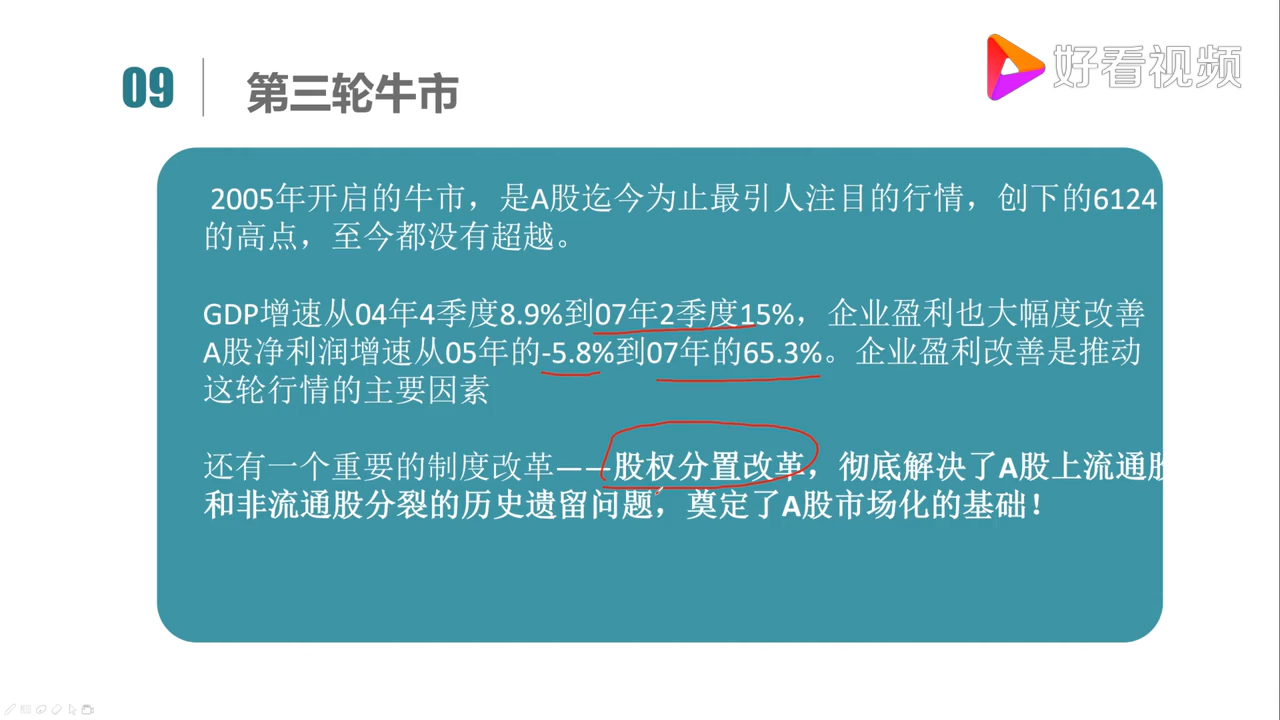 09
第三轮牛市
好看视频
2005年开启的牛市，是A股迄今为止最引人注目的行情，创下的6124
的高点，至今都没有超越。
GDP增速从04年4季度8.9%到07年2季度15%，企业盈利也大幅度改善
A股净利润增速从05年的-5.8%到07年的65.3%。企业盈利改善是推动
这轮行情的主要因素
还有一个重要的制度改革——股权分置改革，彻底解决了A股上流通股
和非流通股分裂的历史遗留问题，奠定了A股市场化的基础！